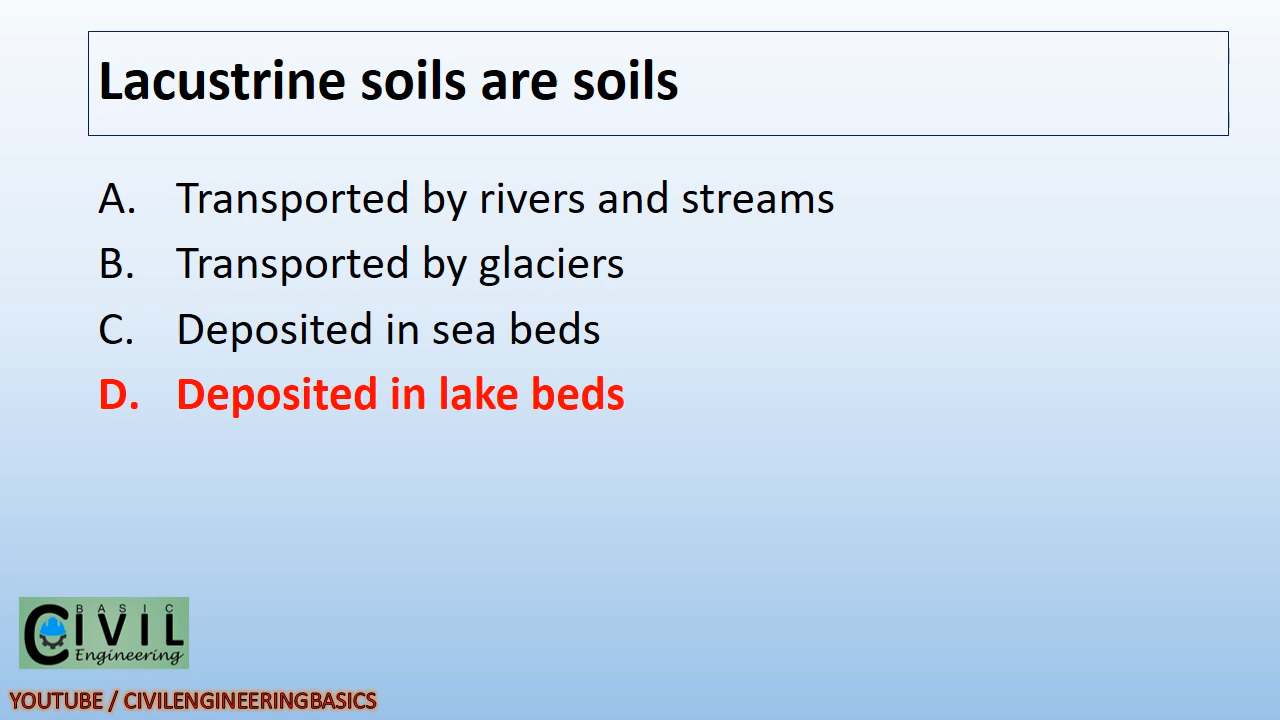 Lacustrine soils are soils
A. Transported by rivers and streams
B. Transported by glaciers
C. Deposited in sea beds
D. Deposited in lake beds
BASIC
CIVIL
Engineering
YOUTUBE / CIVILENGINEERINGBASICS